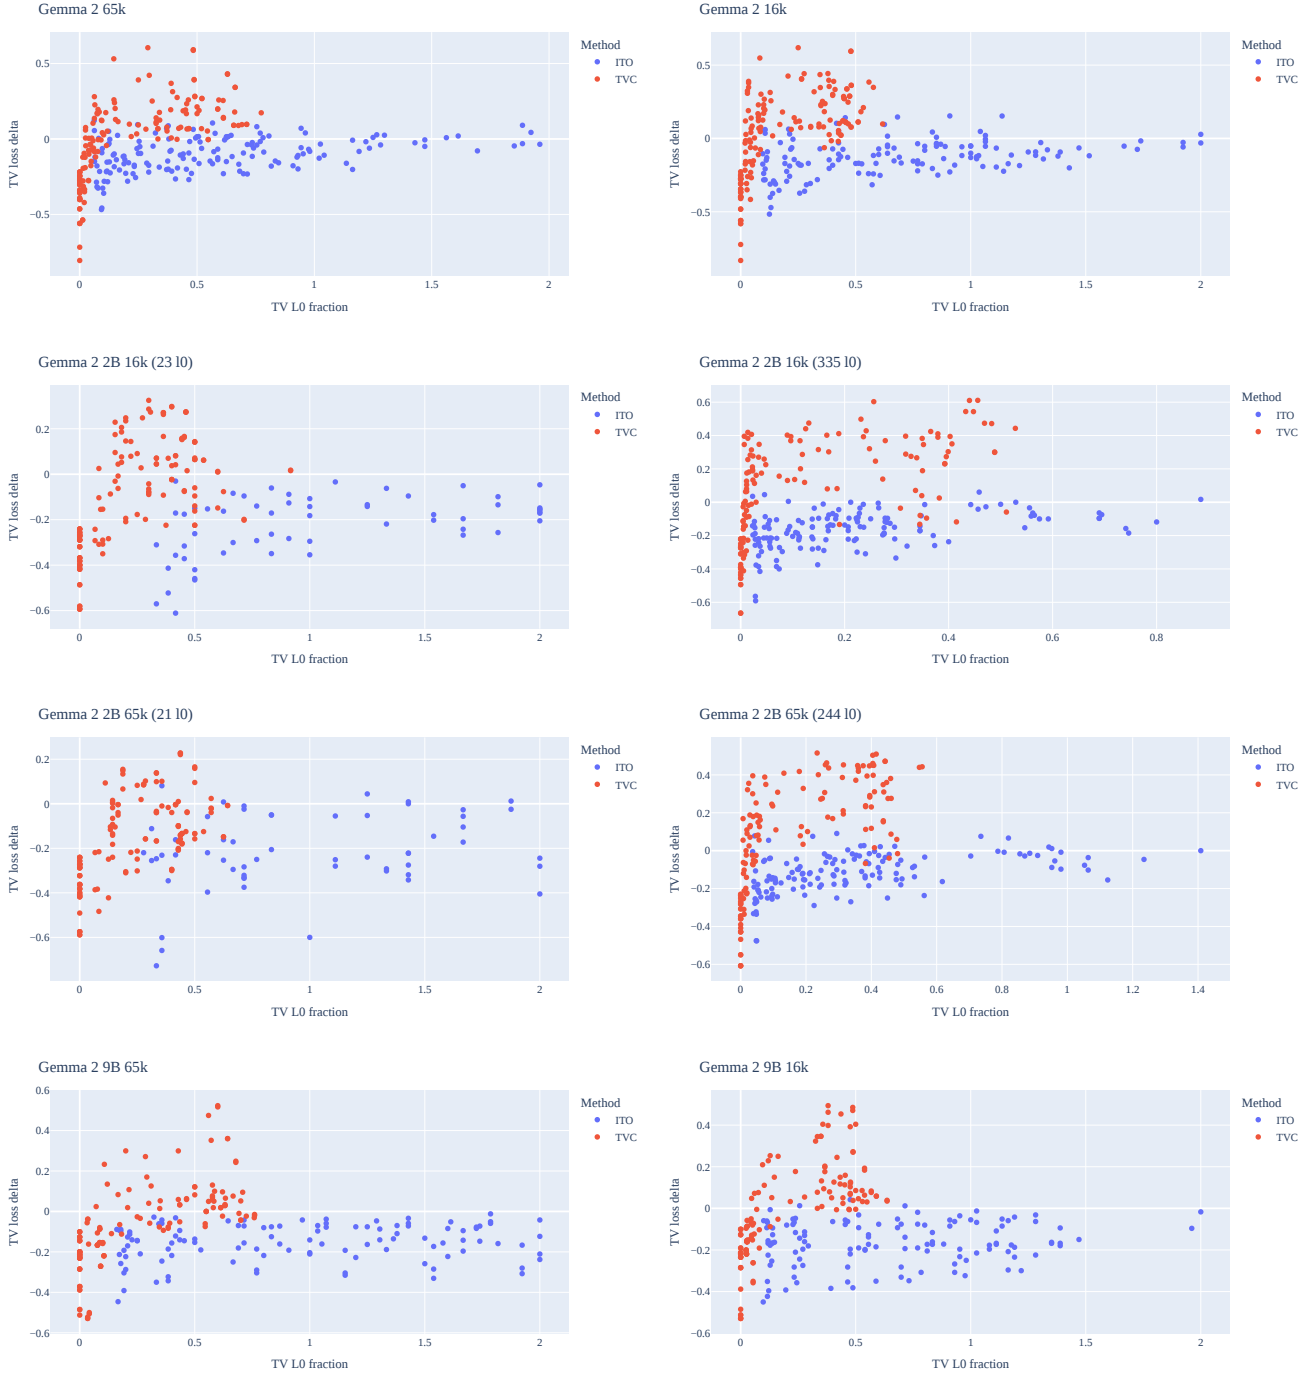 Gemma 2 65k
Method
ITO
TVC
0.5
0
−0.5
TV loss delta
0
0.5
1
1.5
2
TV L0 fraction
Gemma 2 16k
Method
ITO
TVC
0.5
0
−0.5
TV loss delta
0
0.5
1
1.5
2
TV L0 fraction
Gemma 2 2B 16k (23 l0)
Method
ITO
TVC
0.2
0
−0.2
−0.4
−0.6
TV loss delta
0
0.5
1
1.5
2
TV L0 fraction
Gemma 2 2B 16k (335 l0)
Method
ITO
TVC
0.6
0.4
0.2
0
−0.2
−0.4
−0.6
TV loss delta
0
0.2
0.4
0.6
0.8
TV L0 fraction
Gemma 2 2B 65k (21 l0)
Method
ITO
TVC
0.2
0
−0.2
−0.4
−0.6
TV loss delta
0
0.5
1
1.5
2
TV L0 fraction
Gemma 2 2B 65k (244 l0)
Method
ITO
TVC
0.4
0.2
0
−0.2
−0.4
−0.6
TV loss delta
0
0.2
0.4
0.6
0.8
1
1.2
1.4
TV L0 fraction
Gemma 2 9B 65k
Method
ITO
TVC
0.6
0.4
0.2
0
−0.2
−0.4
−0.6
TV loss delta
0
0.5
1
1.5
2
TV L0 fraction
Gemma 2 9B 16k
Method
ITO
TVC
0.4
0.2
0
−0.2
−0.4
−0.6
TV loss delta
0
0.5
1
1.5
2
TV L0 fraction